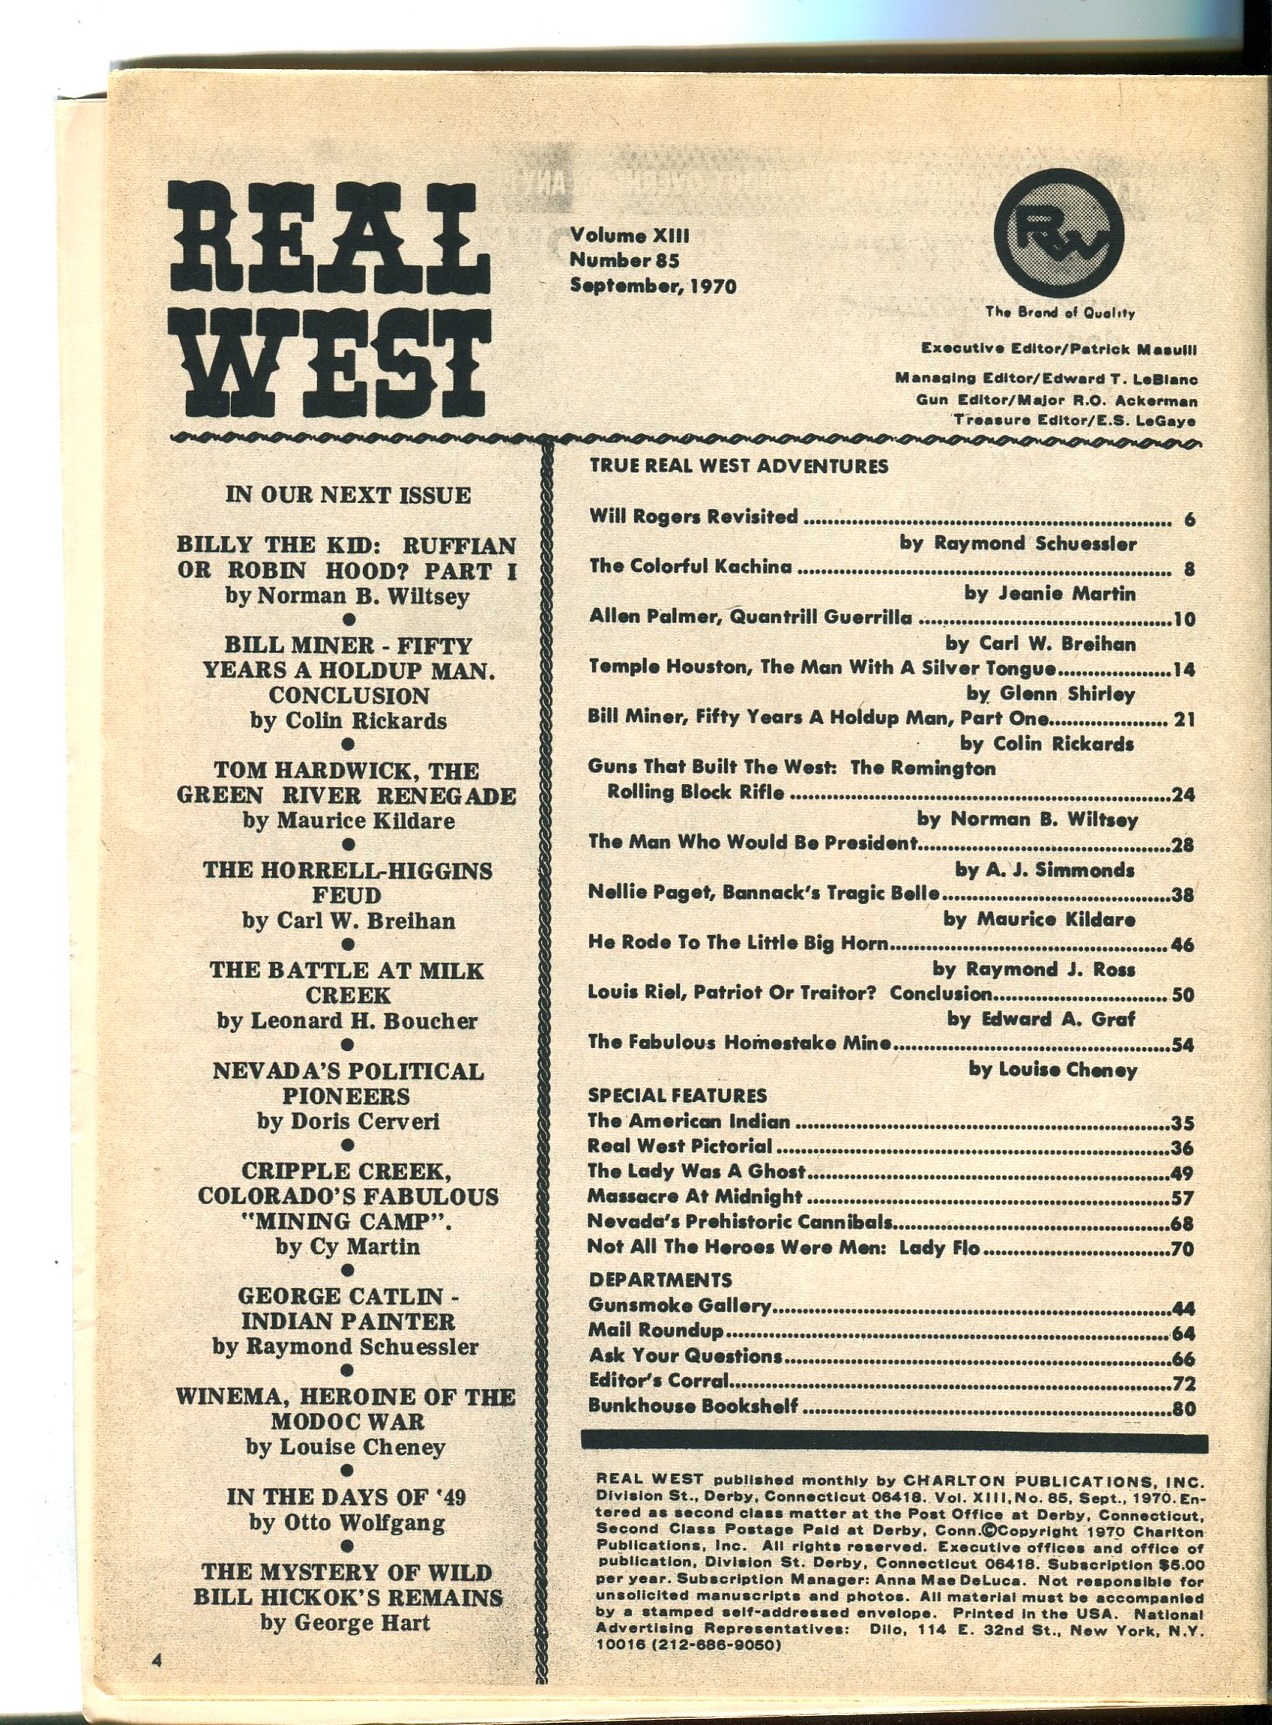 REAL
WEST
Volume XIII
Number 85
September, 1970
RW
The Brand of Quality
Executive Editor/Patrick Masulli
Managing Editor/Edward T. LeBlanc
Gun Editor/Major R.O. Ackerman
Treasure Editor/E.S. LeGaye
IN OUR NEXT ISSUE
BILLY THE KID: RUFFIAN
OR ROBIN HOOD? PART I
by Norman B. Wiltsey
●
BILL MINER - FIFTY
YEARS A HOLDUP MAN.
CONCLUSION
by Colin Rickards
●
TOM HARDWICK, THE
GREEN RIVER RENEGADE
by Maurice Kildare
●
THE HORRELL-HIGGINS
FEUD
by Carl W. Breihan
●
THE BATTLE AT MILK
CREEK
by Leonard H. Boucher
●
NEVADA'S POLITICAL
PIONEERS
by Doris Cerveri
●
CRIPPLE CREEK,
COLORADO'S FABULOUS
"MINING CAMP".
by Cy Martin
●
GEORGE CATLIN -
INDIAN PAINTER
by Raymond Schuessler
●
WINEMA, HEROINE OF THE
MODOC WAR
by Louise Cheney
●
IN THE DAYS OF '49
by Otto Wolfgang
●
THE MYSTERY OF WILD
BILL HICKOK'S REMAINS
by George Hart
4
TRUE REAL WEST ADVENTURES
Will Rogers Revisited ........ 6
by Raymond Schuessler
The Colorful Kachina ........ 8
by Jeanie Martin
Allen Palmer, Quantrill Guerrilla ........10
by Carl W. Breihan
Temple Houston, The Man With A Silver Tongue........14
by Glenn Shirley
Bill Miner, Fifty Years A Holdup Man, Part One........ 21
by Colin Rickards
Guns That Built The West: The Remington
Rolling Block Rifle ........24
by Norman B. Wiltsey
The Man Who Would Be President........28
by A. J. Simmonds
Nellie Paget, Bannack's Tragic Belle........38
by Maurice Kildare
He Rode To The Little Big Horn........46
by Raymond J. Ross
Louis Riel, Patriot Or Traitor? Conclusion........50
by Edward A. Graf
The Fabulous Homestake Mine........54
by Louise Cheney
SPECIAL FEATURES
The American Indian ........35
Real West Pictorial ........36
The Lady Was A Ghost........49
Massacre At Midnight ........57
Nevada's Prehistoric Cannibals........68
Not All The Heroes Were Men: Lady Flo........70
DEPARTMENTS
Gunsmoke Gallery........44
Mail Roundup........64
Ask Your Questions........66
Editor's Corral........72
Bunkhouse Bookshelf ........80
REAL WEST published monthly by CHARLTON PUBLICATIONS, INC.
Division St., Derby, Connecticut 06418. Vol. XIII, No. 85, Sept., 1970. En-
tered as second class matter at the Post Office at Derby, Connecticut,
Second Class Postage Paid at Derby, Conn.©Copyright 1970 Charlton
Publications, Inc. All rights reserved. Executive offices and office of
publication, Division St. Derby, Connecticut 06418. Subscription $5.00
per year. Subscription Manager: Anna Mae DeLuca. Not responsible for
unsolicited manuscripts and photos. All material must be accompanied
by a stamped self-addressed envelope. Printed in the USA. National
Advertising Representatives: Dilo, 114 E. 32nd St., New York, N.Y.
10016 (212-686-9050)